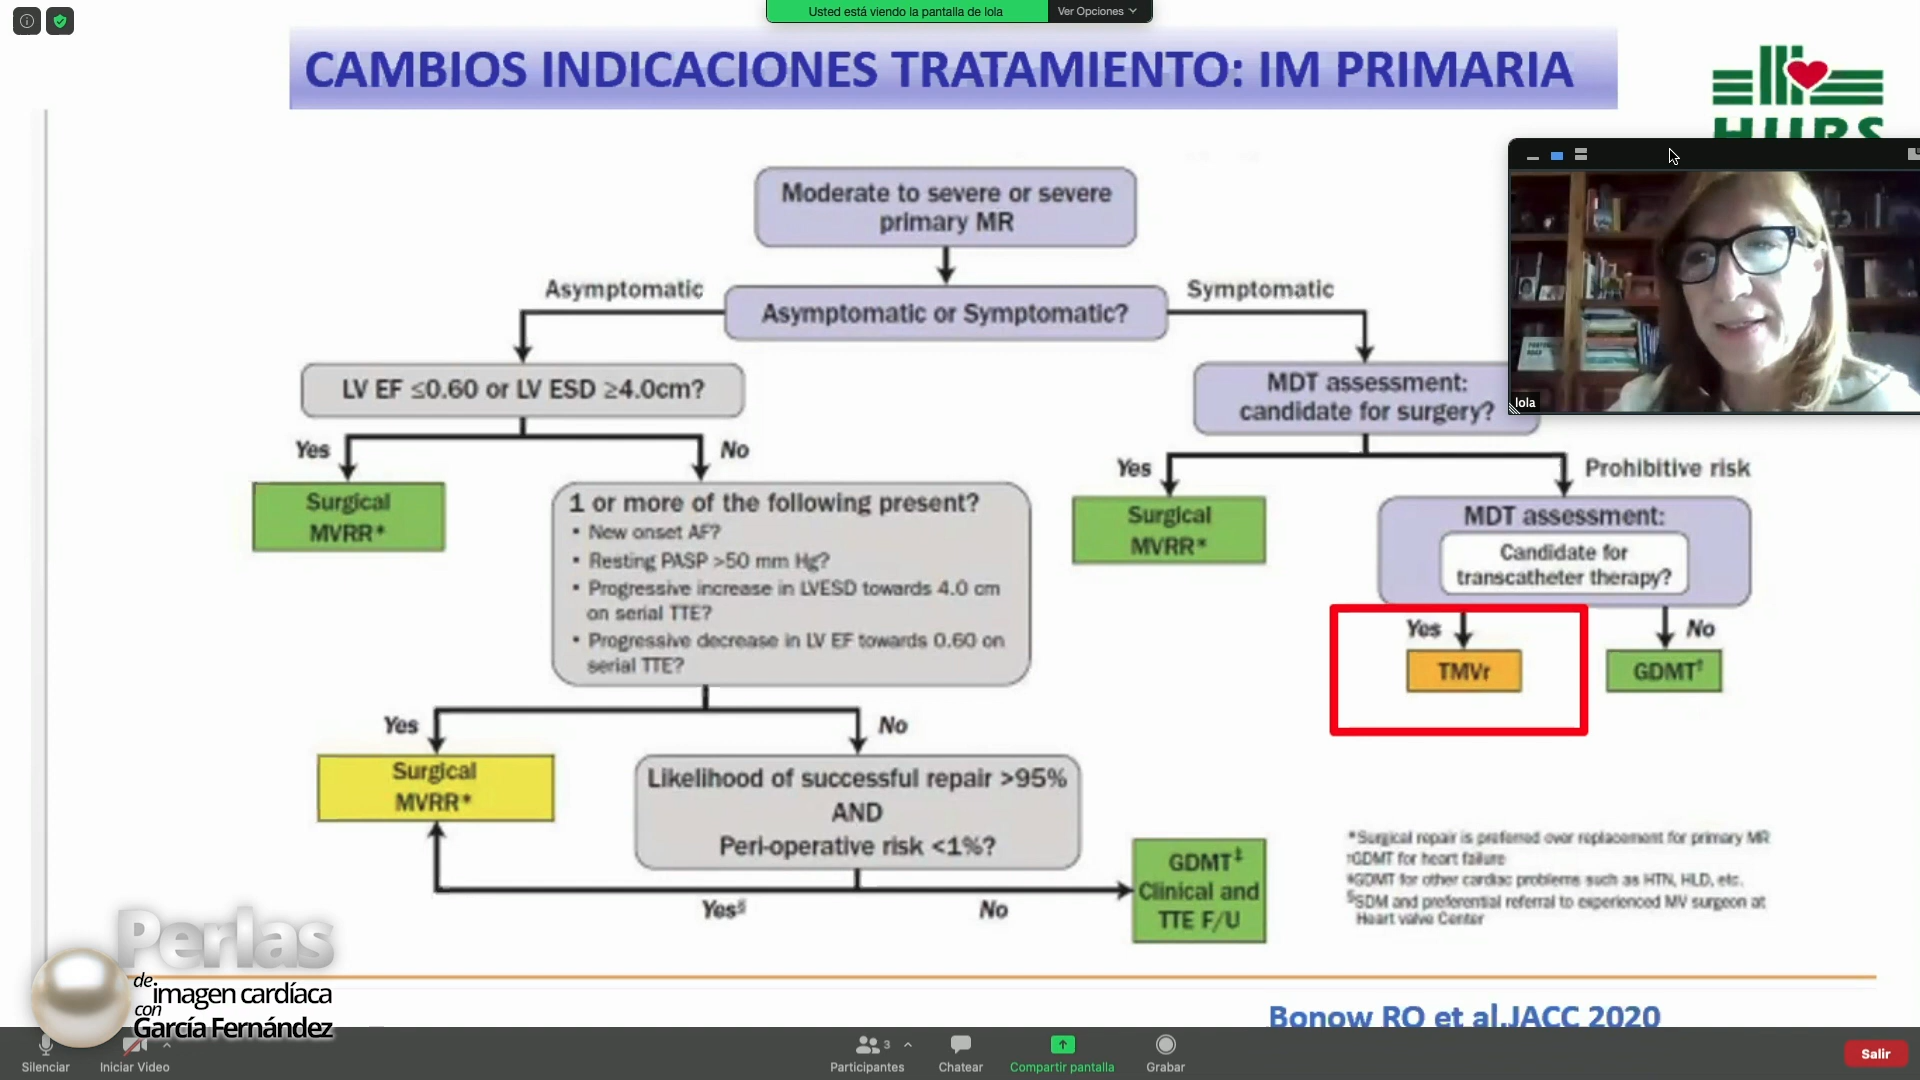 Usted está viendo la pantalla de lola
Ver Opciones
CAMBIOS INDICACIONES TRATAMIENTO: IM PRIMARIA
Moderate to severe or severe
primary MR
Asymptomatic
Asymptomatic or Symptomatic?
Symptomatic
LV EF ≤0.60 or LV ESD ≥4.0cm?
MDT assessment:
candidate for surgery?
lola
Yes
No
Yes
Prohibitive risk
Surgical
MVRR*
1 or more of the following present?
• New onset AF?
• Resting PASP >50 mm Hg?
• Progressive increase in LVESD towards 4.0 cm
on serial TTE?
• Progressive decrease in LV EF towards 0.60 on
serial TTE?
Surgical
MVRR*
MDT assessment:
Candidate for
transcatheter therapy?
Yes
No
TMVr
GDMT†
Yes
No
Surgical
MVRR*
Likelihood of successful repair >95%
AND
Peri-operative risk <1%?
GDMT‡
Clinical and
TTE F/U
Yes§
No
*Surgical repair is preferred over replacement for primary MR
†GDMT for heart failure
‡GDMT for other cardiac problems such as HTN, HLD, etc.
§SDM and preferential referral to experienced MV surgeon at
Heart valve Center
Perlas
de
imagen cardíaca
con
García Fernández
Bonow RO et al.JACC 2020
Silenciar
Iniciar Video
Participantes
3
Chatear
Compartir pantalla
Grabar
Salir